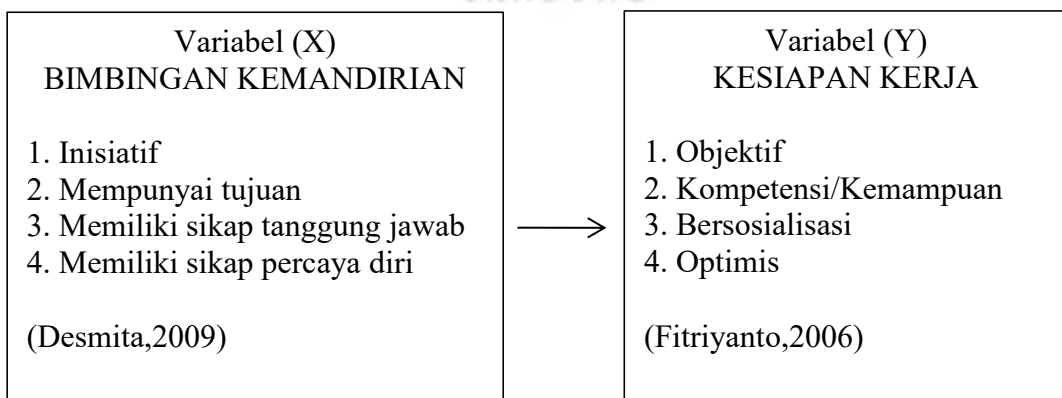 Variabel (X)
BIMBINGAN KEMANDIRIAN
1. Inisiatif
2. Mempunyai tujuan
3. Memiliki sikap tanggung jawab
4. Memiliki sikap percaya diri
(Desmita,2009)
Variabel (Y)
KESIAPAN KERJA
1. Objektif
2. Kompetensi/Kemampuan
3. Bersosialisasi
4. Optimis
(Fitriyanto,2006)